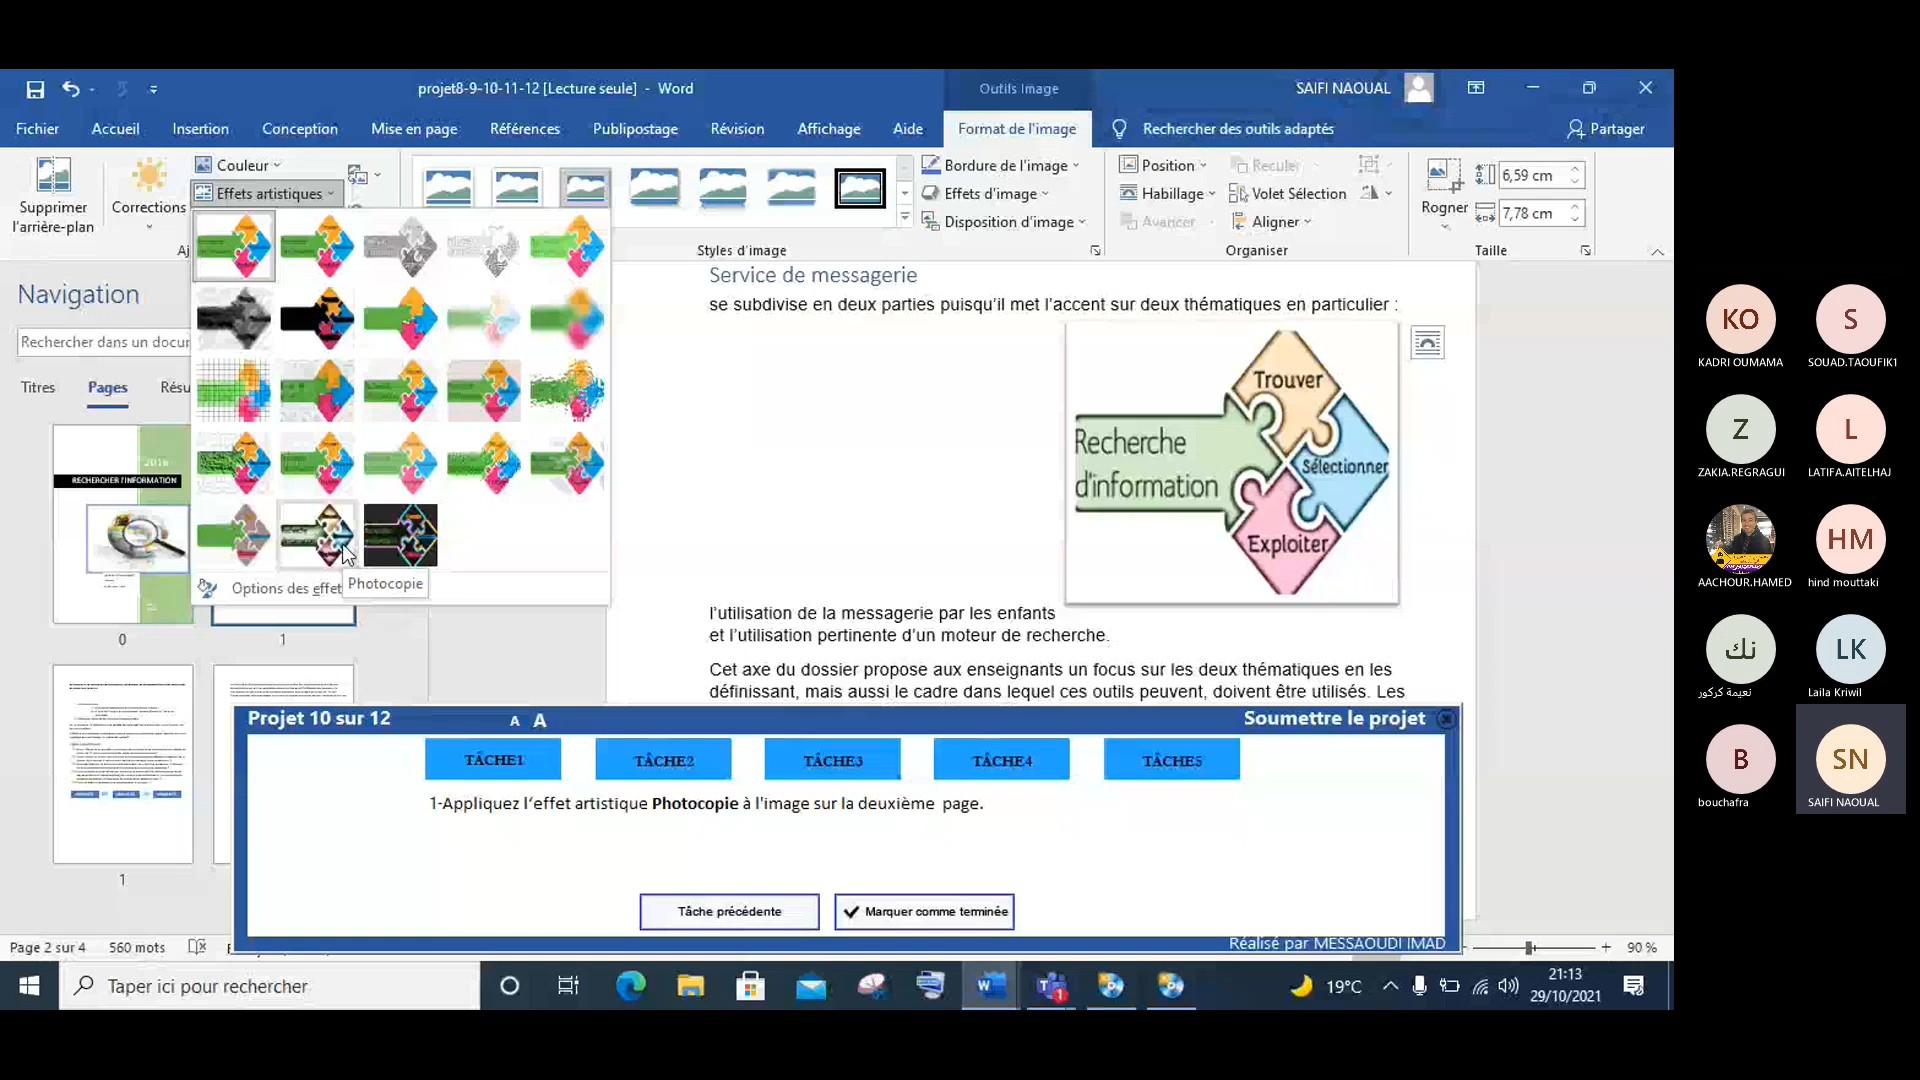 projet8-9-10-11-12 [Lecture seule] - Word
Outils Image
SAIFI NAOUAL
Fichier
Accueil
Insertion
Conception
Mise en page
Références
Publipostage
Révision
Affichage
Aide
Format de l'image
Rechercher des outils adaptés
Partager
Supprimer
l'arrière-plan
Corrections
Couleur
Effets artistiques
Bordure de l'image
Effets d'image
Disposition d'image
Styles d'image
Position
Habillage
Avancer
Reculer
Volet Sélection
Aligner
Organiser
Rogner
6,59 cm
7,78 cm
Taille
Aj
Navigation
Rechercher dans un docur
Titres
Pages
Résu
2016
RECHERCHER l'INFORMATION
0
1
1
Options des effet
Photocopie
Service de messagerie
se subdivise en deux parties puisqu'il met l'accent sur deux thématiques en particulier :
Trouver
Recherche
d'information
Sélectionner
Exploiter
l'utilisation de la messagerie par les enfants
et l'utilisation pertinente d'un moteur de recherche.
Cet axe du dossier propose aux enseignants un focus sur les deux thématiques en les
définissant, mais aussi le cadre dans lequel ces outils peuvent, doivent être utilisés. Les
Projet 10 sur 12
A A
Soumettre le projet
TÂCHE1
TÂCHE2
TÂCHE3
TÂCHE4
TÂCHE5
1-Appliquez l'effet artistique Photocopie à l'image sur la deuxième page.
Tâche précédente
Marquer comme terminée
Réalisé par MESSAOUDI IMAD
Page 2 sur 4
560 mots
90 %
Taper ici pour rechercher
1
19°C
21:13
29/10/2021
KO
KADRI OUMAMA
S
SOUAD.TAOUFIK1
Z
ZAKIA.REGRAGUI
L
LATIFA.AITELHAJ
AACHOUR.HAMED
HM
hind mouttaki
نك
نعيمة كركور
LK
Laila Kriwil
B
bouchafra
SN
SAIFI NAOUAL